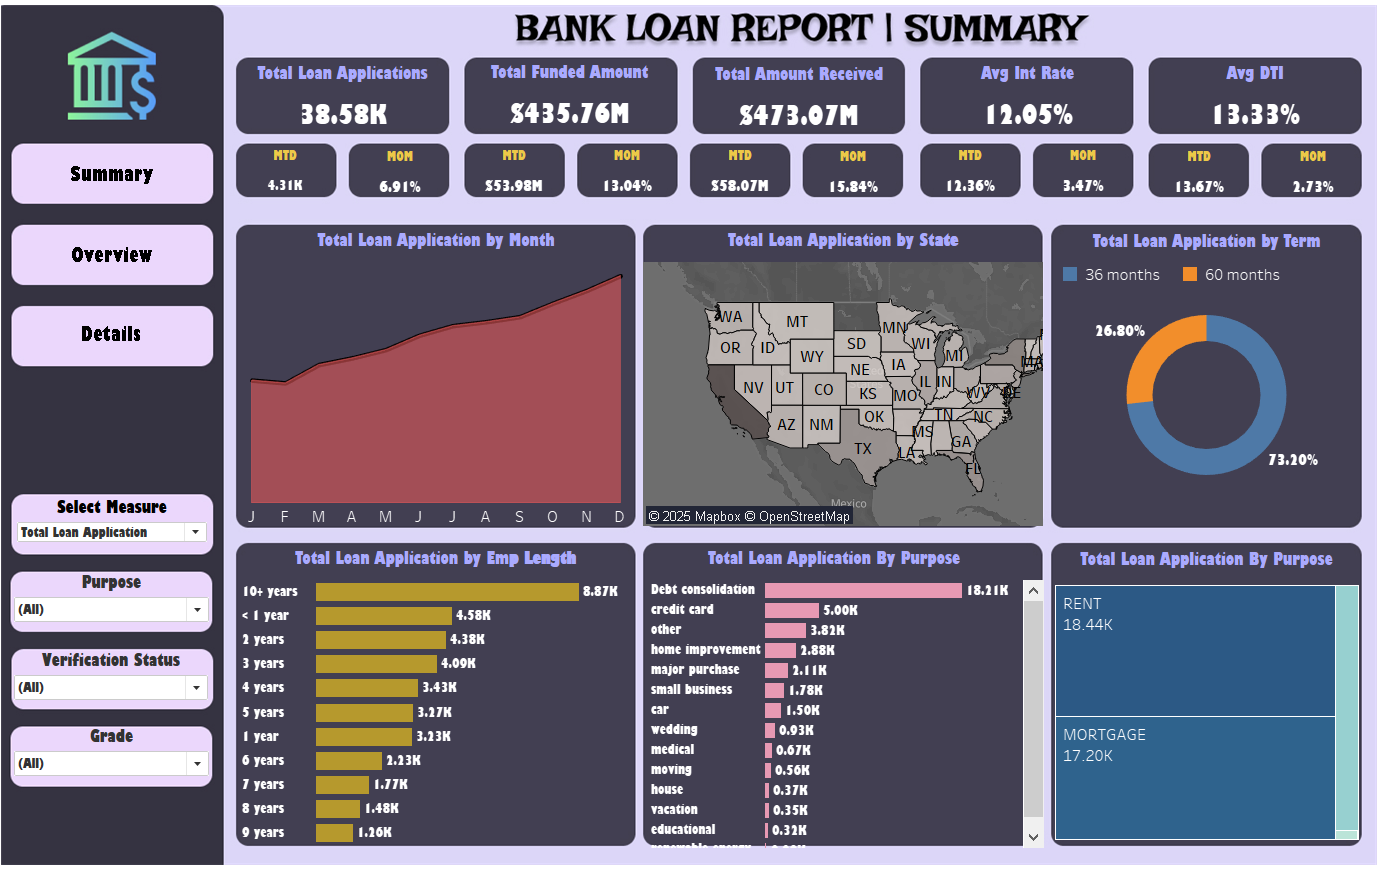 BANK LOAN REPORT | SUMMARY
Total Loan Applications
38.58K
Total Funded Amount
$435.76M
Total Amount Received
$473.07M
Avg Int Rate
12.05%
Avg DTI
13.33%
MTD
4.31K
MOM
6.91%
MTD
$53.98M
MOM
13.04%
MTD
$58.07M
MOM
15.84%
MTD
12.36%
MOM
3.47%
MTD
13.67%
MOM
2.73%
Summary
Overview
Details
Select Measure
Total Loan Application
Purpose
(All)
Verification Status
(All)
Grade
(All)
Total Loan Application by Month
J F M A M J J A S O N D
Total Loan Application by State
WA
MT
MN
OR
ID
SD
WI
MI
WY
MA
NE
IA
NV
UT
CO
KS
MO
IL
IN
WV
DE
AZ
NM
OK
TN
NC
MS
GA
TX
LA
FL
Mexico
© 2025 Mapbox © OpenStreetMap
Total Loan Application by Term
36 months
60 months
26.80%
73.20%
Total Loan Application by Emp Length
10+ years 8.87K
< 1 year 4.58K
2 years 4.38K
3 years 4.09K
4 years 3.43K
5 years 3.27K
1 year 3.23K
6 years 2.23K
7 years 1.77K
8 years 1.48K
9 years 1.26K
Total Loan Application By Purpose
Debt consolidation 18.21K
credit card 5.00K
other 3.82K
home improvement 2.88K
major purchase 2.11K
small business 1.78K
car 1.50K
wedding 0.93K
medical 0.67K
moving 0.56K
house 0.37K
vacation 0.35K
educational 0.32K
Total Loan Application By Purpose
RENT
18.44K
MORTGAGE
17.20K